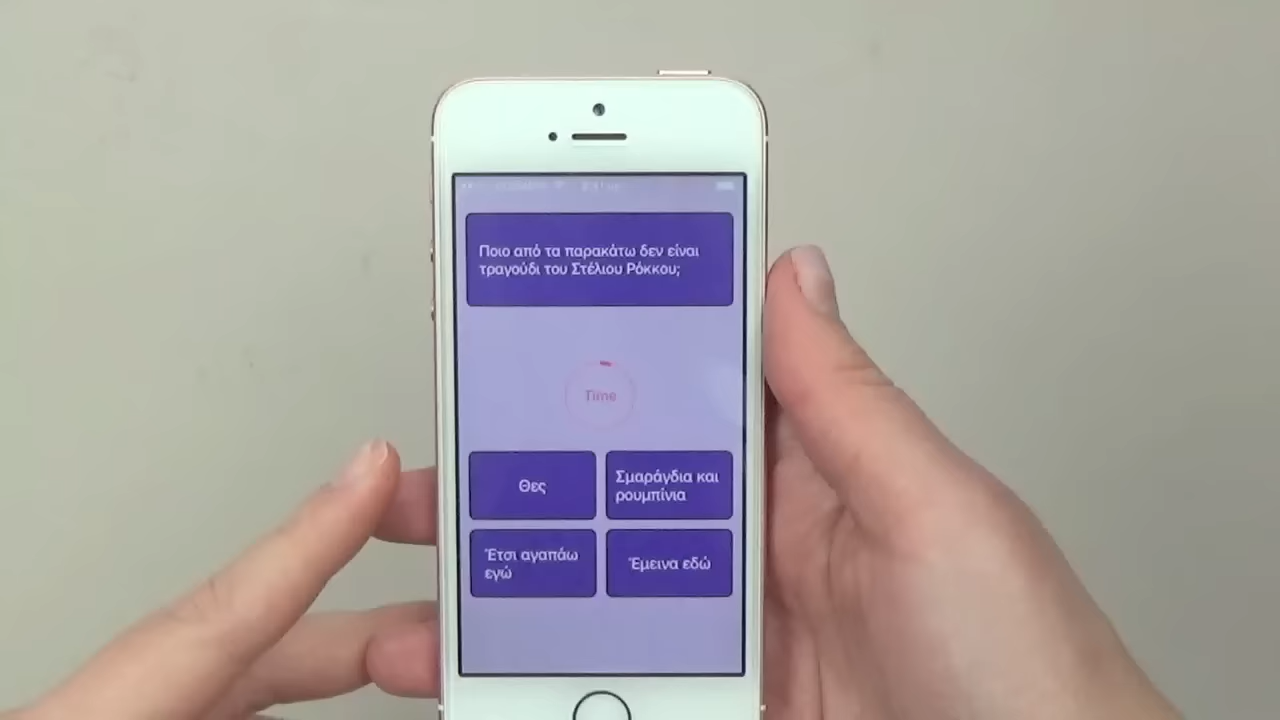 Ποιο από τα παρακάτω δεν είναι
τραγούδι του Στέλιου Ρόκκου;
Time
Θες
Σμαράγδια και
ρουμπίνια
Έτσι αγαπάω
εγώ
Έμεινα εδώ